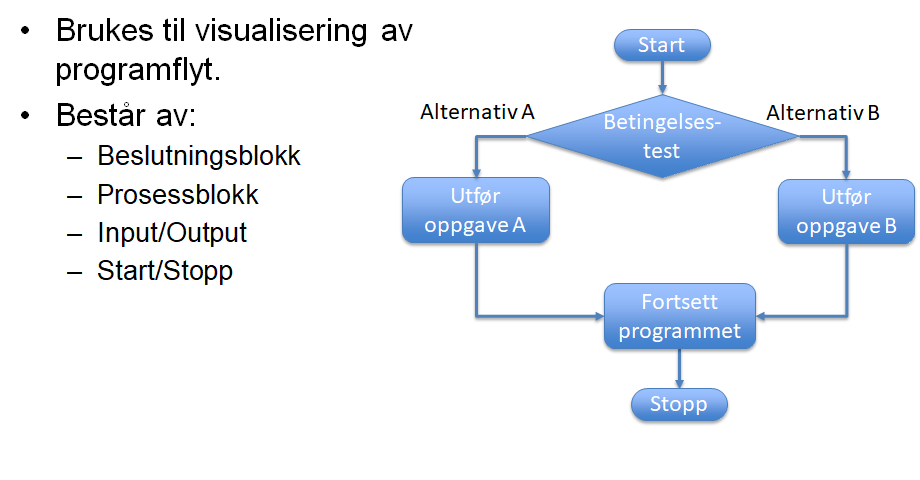 • Brukes til visualisering av
programflyt.
• Består av:
– Beslutningsblokk
– Prosessblokk
– Input/Output
– Start/Stopp
Start
Alternativ A
Betingelses-
test
Alternativ B
Utfør
oppgave A
Utfør
oppgave B
Fortsett
programmet
Stopp